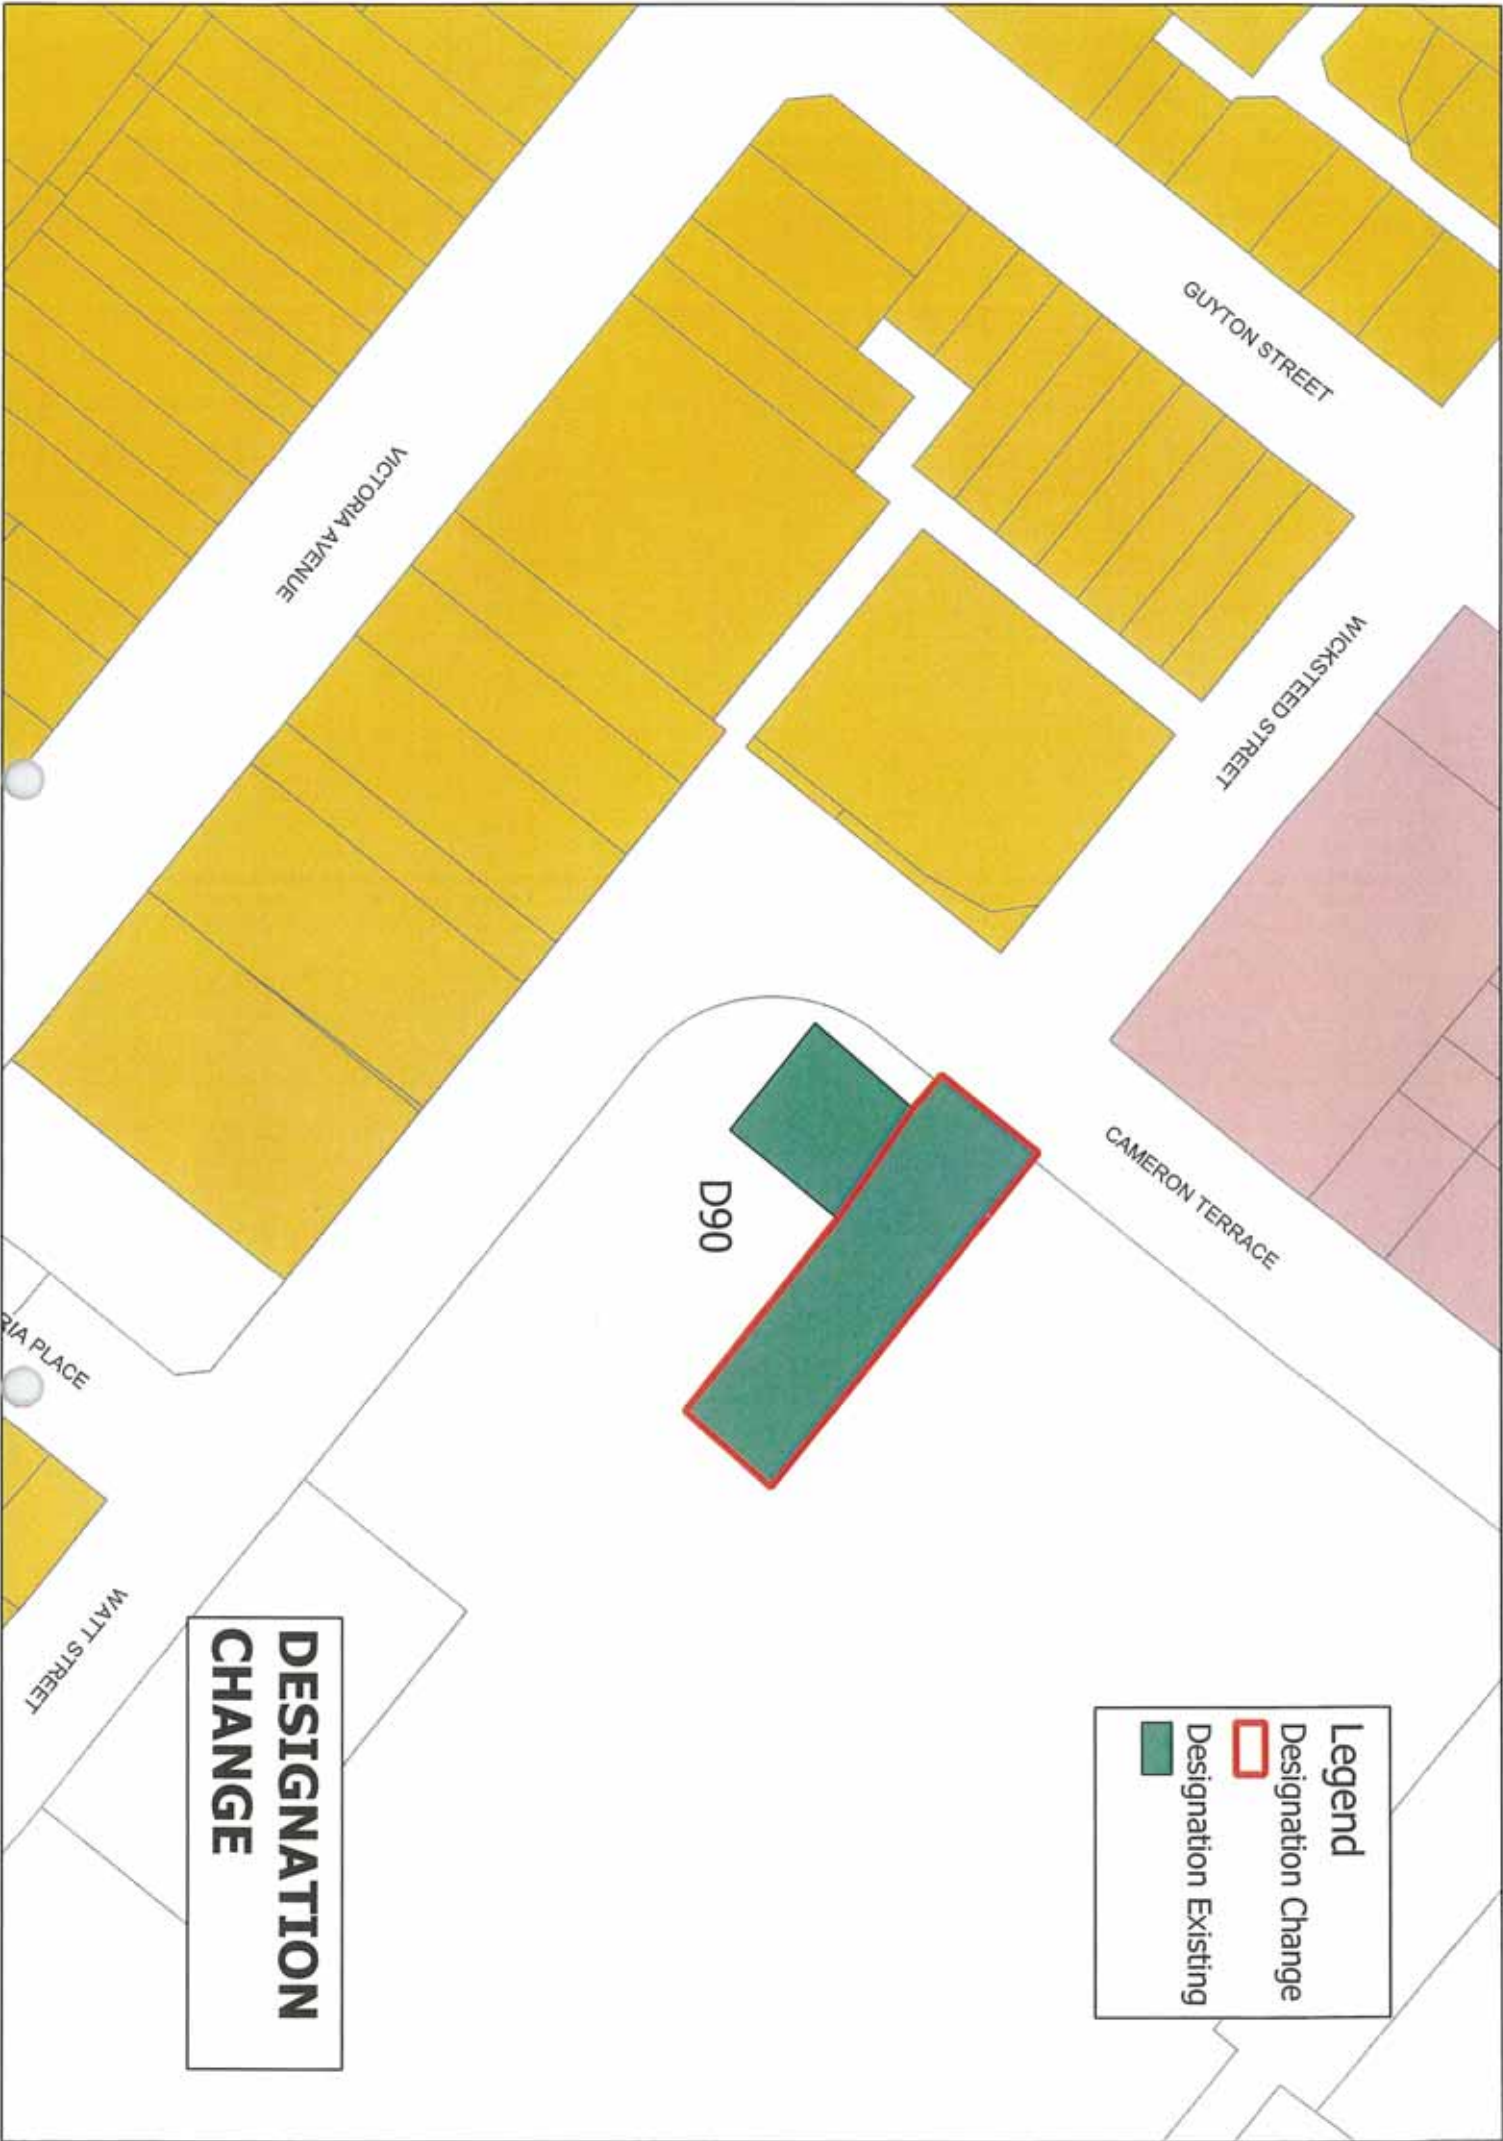 GUYTON STREET
VICTORIA AVENUE
WICKSTEED STREET
CAMERON TERRACE
D90
RIA PLACE
WATT STREET
Legend
Designation Change
Designation Existing
DESIGNATION
CHANGE